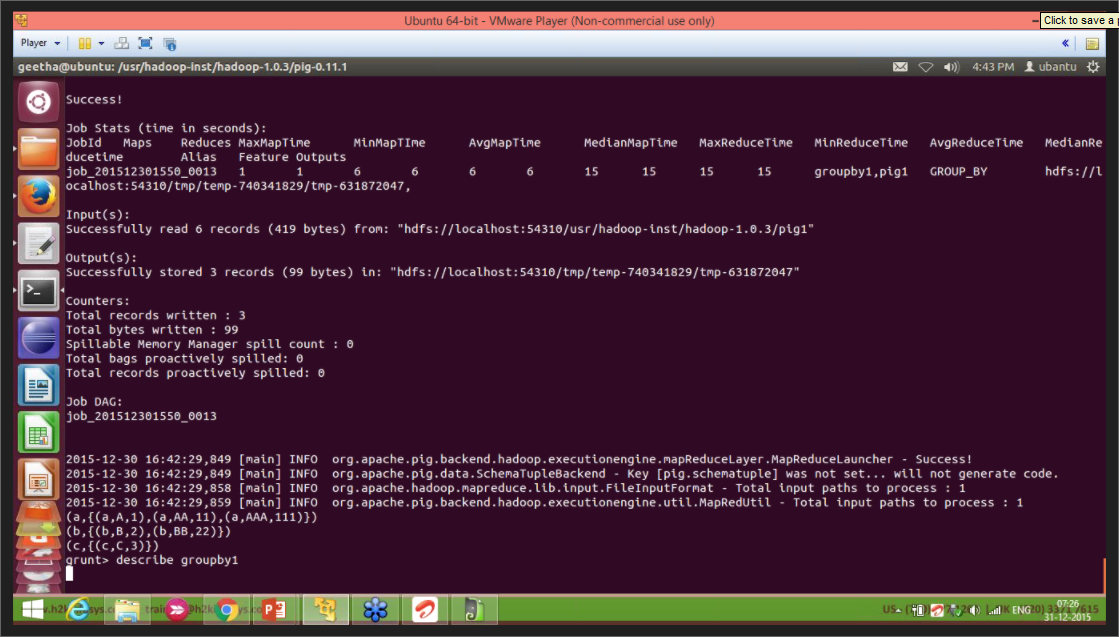 Ubuntu 64-bit - VMware Player (Non-commercial use only)
Click to save a
Player
geetha@ubuntu: /usr/hadoop-inst/hadoop-1.0.3/pig-0.11.1
4:43 PM ubuntu
Success!
Job Stats (time in seconds):
JobId Maps Reduces MaxMapTime MinMapTIme AvgMapTime MedianMapTime MaxReduceTime MinReduceTime AvgReduceTime MedianRe
ducetime Alias Feature Outputs
job_201512301550_0013 1 1 6 6 6 6 15 15 15 15 groupby1,pig1 GROUP_BY hdfs://l
ocalhost:54310/tmp/temp-740341829/tmp-631872047,
Input(s):
Successfully read 6 records (419 bytes) from: "hdfs://localhost:54310/usr/hadoop-inst/hadoop-1.0.3/pig1"
Output(s):
Successfully stored 3 records (99 bytes) in: "hdfs://localhost:54310/tmp/temp-740341829/tmp-631872047"
Counters:
Total records written : 3
Total bytes written : 99
Spillable Memory Manager spill count : 0
Total bags proactively spilled: 0
Total records proactively spilled: 0
Job DAG:
job_201512301550_0013
2015-12-30 16:42:29,849 [main] INFO org.apache.pig.backend.hadoop.executionengine.mapReduceLayer.MapReduceLauncher - Success!
2015-12-30 16:42:29,849 [main] INFO org.apache.pig.data.SchemaTupleBackend - Key [pig.schematuple] was not set... will not generate code.
2015-12-30 16:42:29,858 [main] INFO org.apache.hadoop.mapreduce.lib.input.FileInputFormat - Total input paths to process : 1
2015-12-30 16:42:29,859 [main] INFO org.apache.pig.backend.hadoop.executionengine.util.MapRedUtil - Total input paths to process : 1
(a,{(a,A,1),(a,AA,11),(a,AAA,111)})
(b,{(b,B,2),(b,BB,22)})
(c,{(c,C,3)})
grunt> describe groupby1
ENG
07:26
31-12-2015